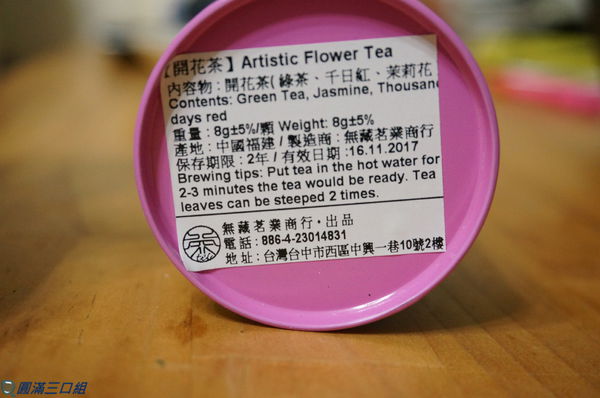 【開花茶】Artistic Flower Tea
內容物：開花茶(綠茶、千日紅、茉莉花
Contents: Green Tea, Jasmine, Thousand
days red
重量：8g±5%/顆 Weight: 8g±5%
產地：中國福建/製造商：無藏茗業商行
保存期限：2年/有效日期:16.11.2017
Brewing tips: Put tea in the hot water for
2-3 minutes the tea would be ready. Tea
leaves can be steeped 2 times.
無藏茗業商行·出品
電話:886-4-23014831
地址:台灣台中市西區中興一巷10號2樓
圓滿三口組